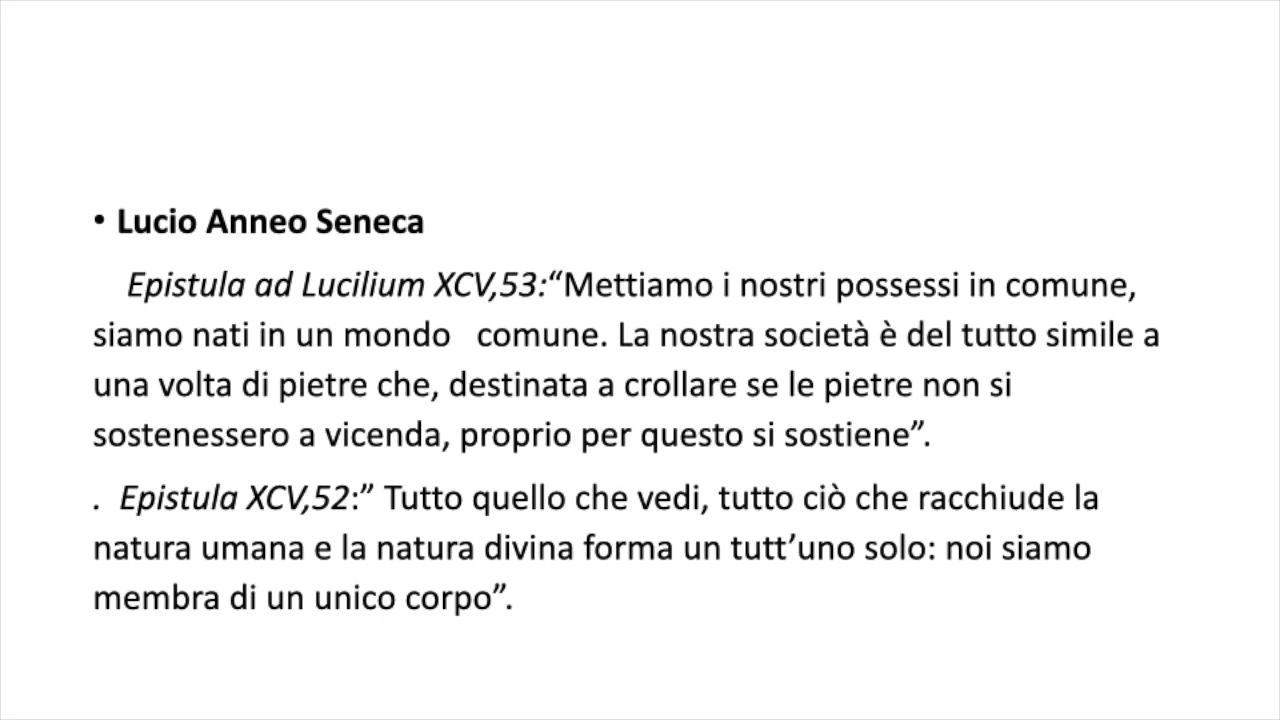 • Lucio Anneo Seneca
Epistula ad Lucilium XCV,53:“Mettiamo i nostri possessi in comune,
siamo nati in un mondo   comune. La nostra società è del tutto simile a
una volta di pietre che, destinata a crollare se le pietre non si
sostenessero a vicenda, proprio per questo si sostiene”.
.  Epistula XCV,52:” Tutto quello che vedi, tutto ciò che racchiude la
natura umana e la natura divina forma un tutt’uno solo: noi siamo
membra di un unico corpo”.